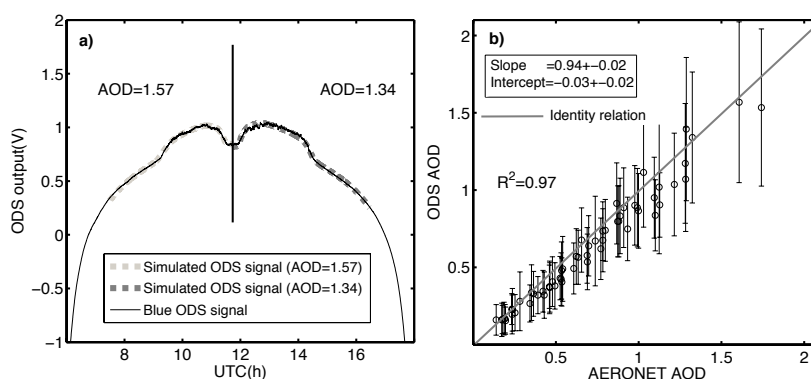 a)
AOD=1.57
AOD=1.34
ODS output(V)
2
1.5
1
0.5
0
−0.5
−1
Simulated ODS signal (AOD=1.57)
Simulated ODS signal (AOD=1.34)
Blue ODS signal
8 10 12 14 16
UTC(h)
b)
Slope =0.94+−0.02
Intercept=−0.03+−0.02
Identity relation
R²=0.97
ODS AOD
2
1.5
1
0.5
0.5 1 1.5 2
AERONET AOD